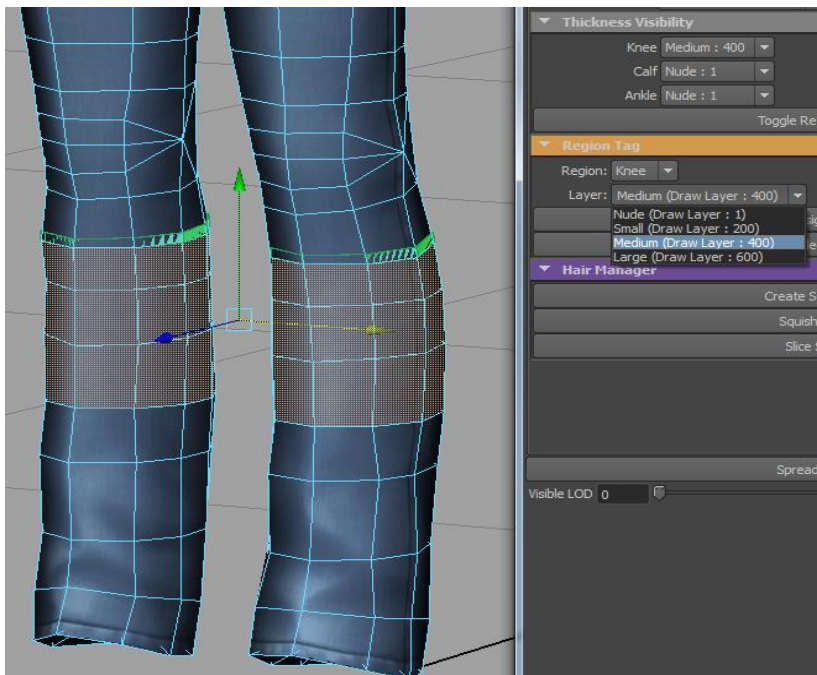 Thickness Visibility
Knee Medium : 400
Calf Nude : 1
Ankle Nude : 1
Toggle Re
Region Tag
Region: Knee
Layer: Medium (Draw Layer : 400)
Nude (Draw Layer : 1)
Small (Draw Layer : 200)
Medium (Draw Layer : 400)
Large (Draw Layer : 600)
Hair Manager
Create S
Squish
Slice S
Spread
Visible LOD 0